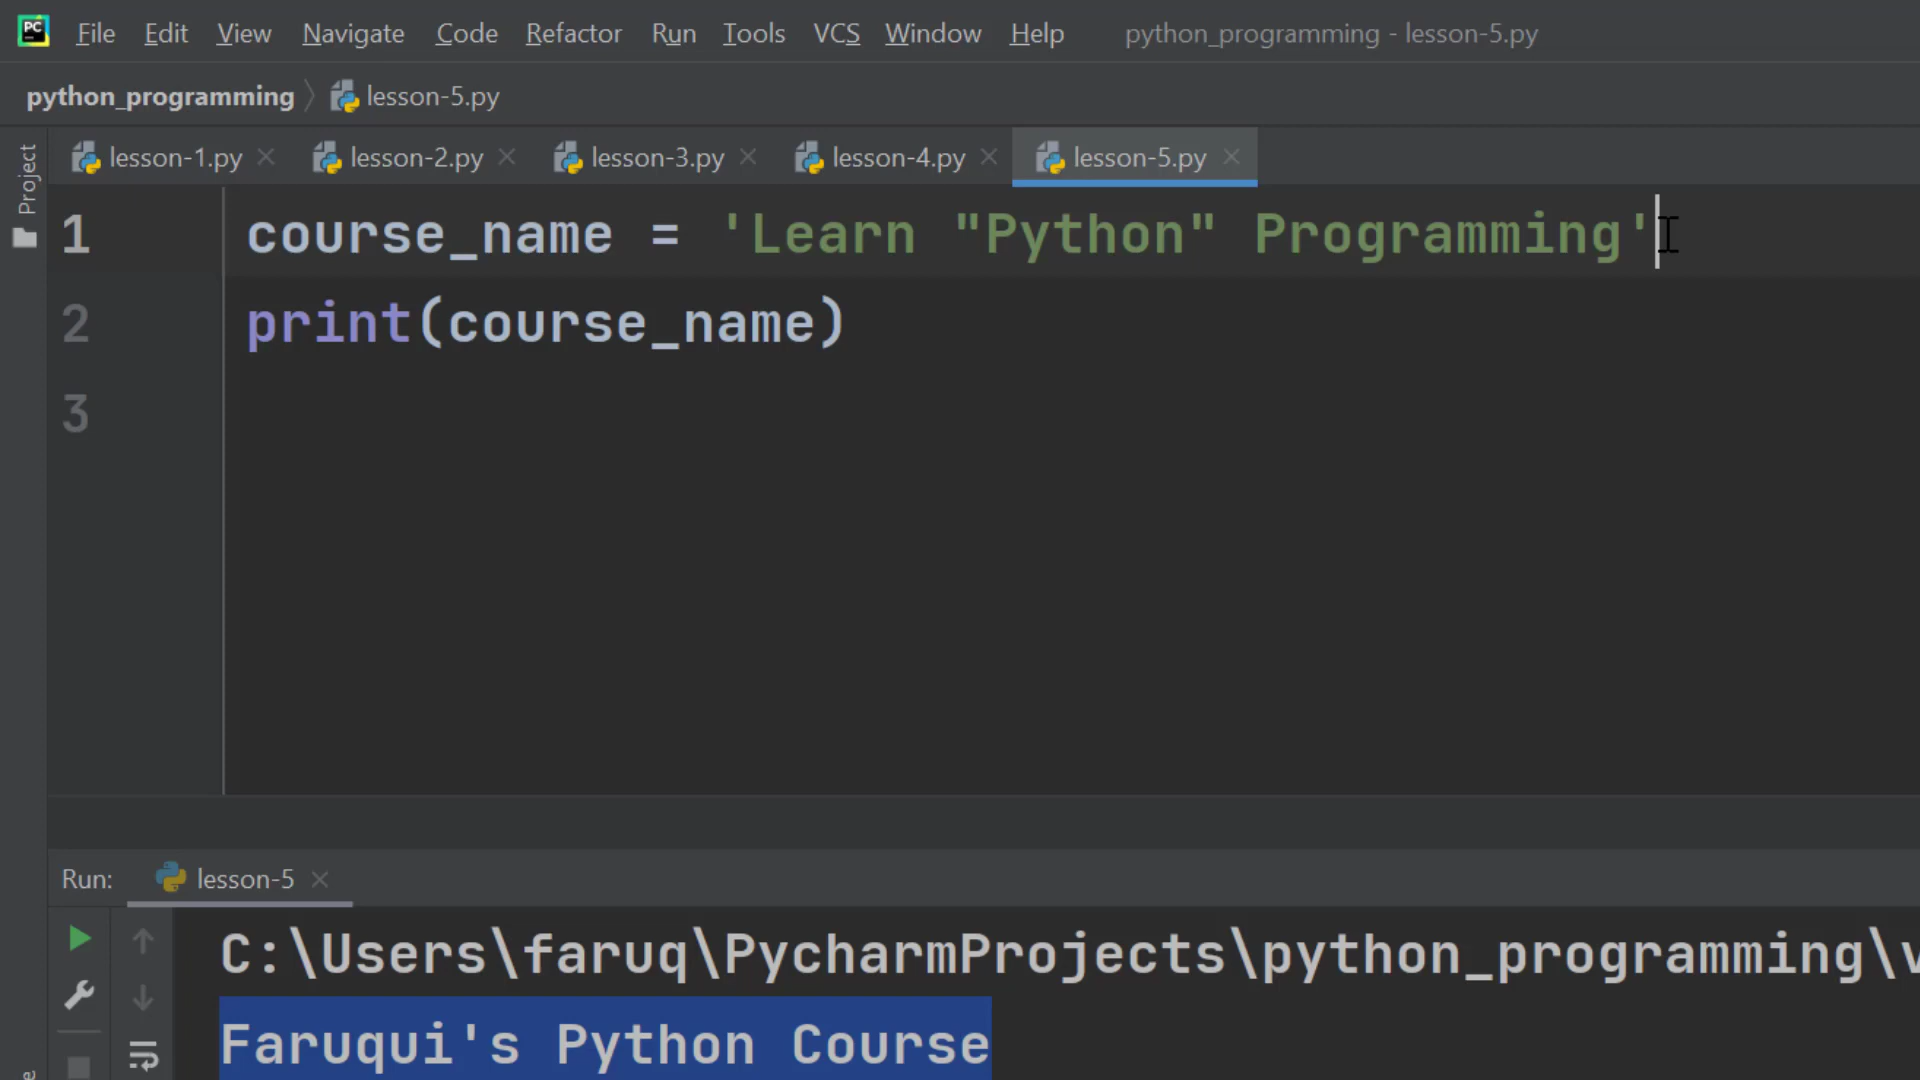 PC File Edit View Navigate Code Refactor Run Tools VCS Window Help python_programming - lesson-5.py
python_programming lesson-5.py
Project
lesson-1.py lesson-2.py lesson-3.py lesson-4.py lesson-5.py
1 course_name = 'Learn "Python" Programming'
2 print(course_name)
3
Run: lesson-5
C:\Users\faruq\PycharmProjects\python_programming\v
Faruqui's Python Course